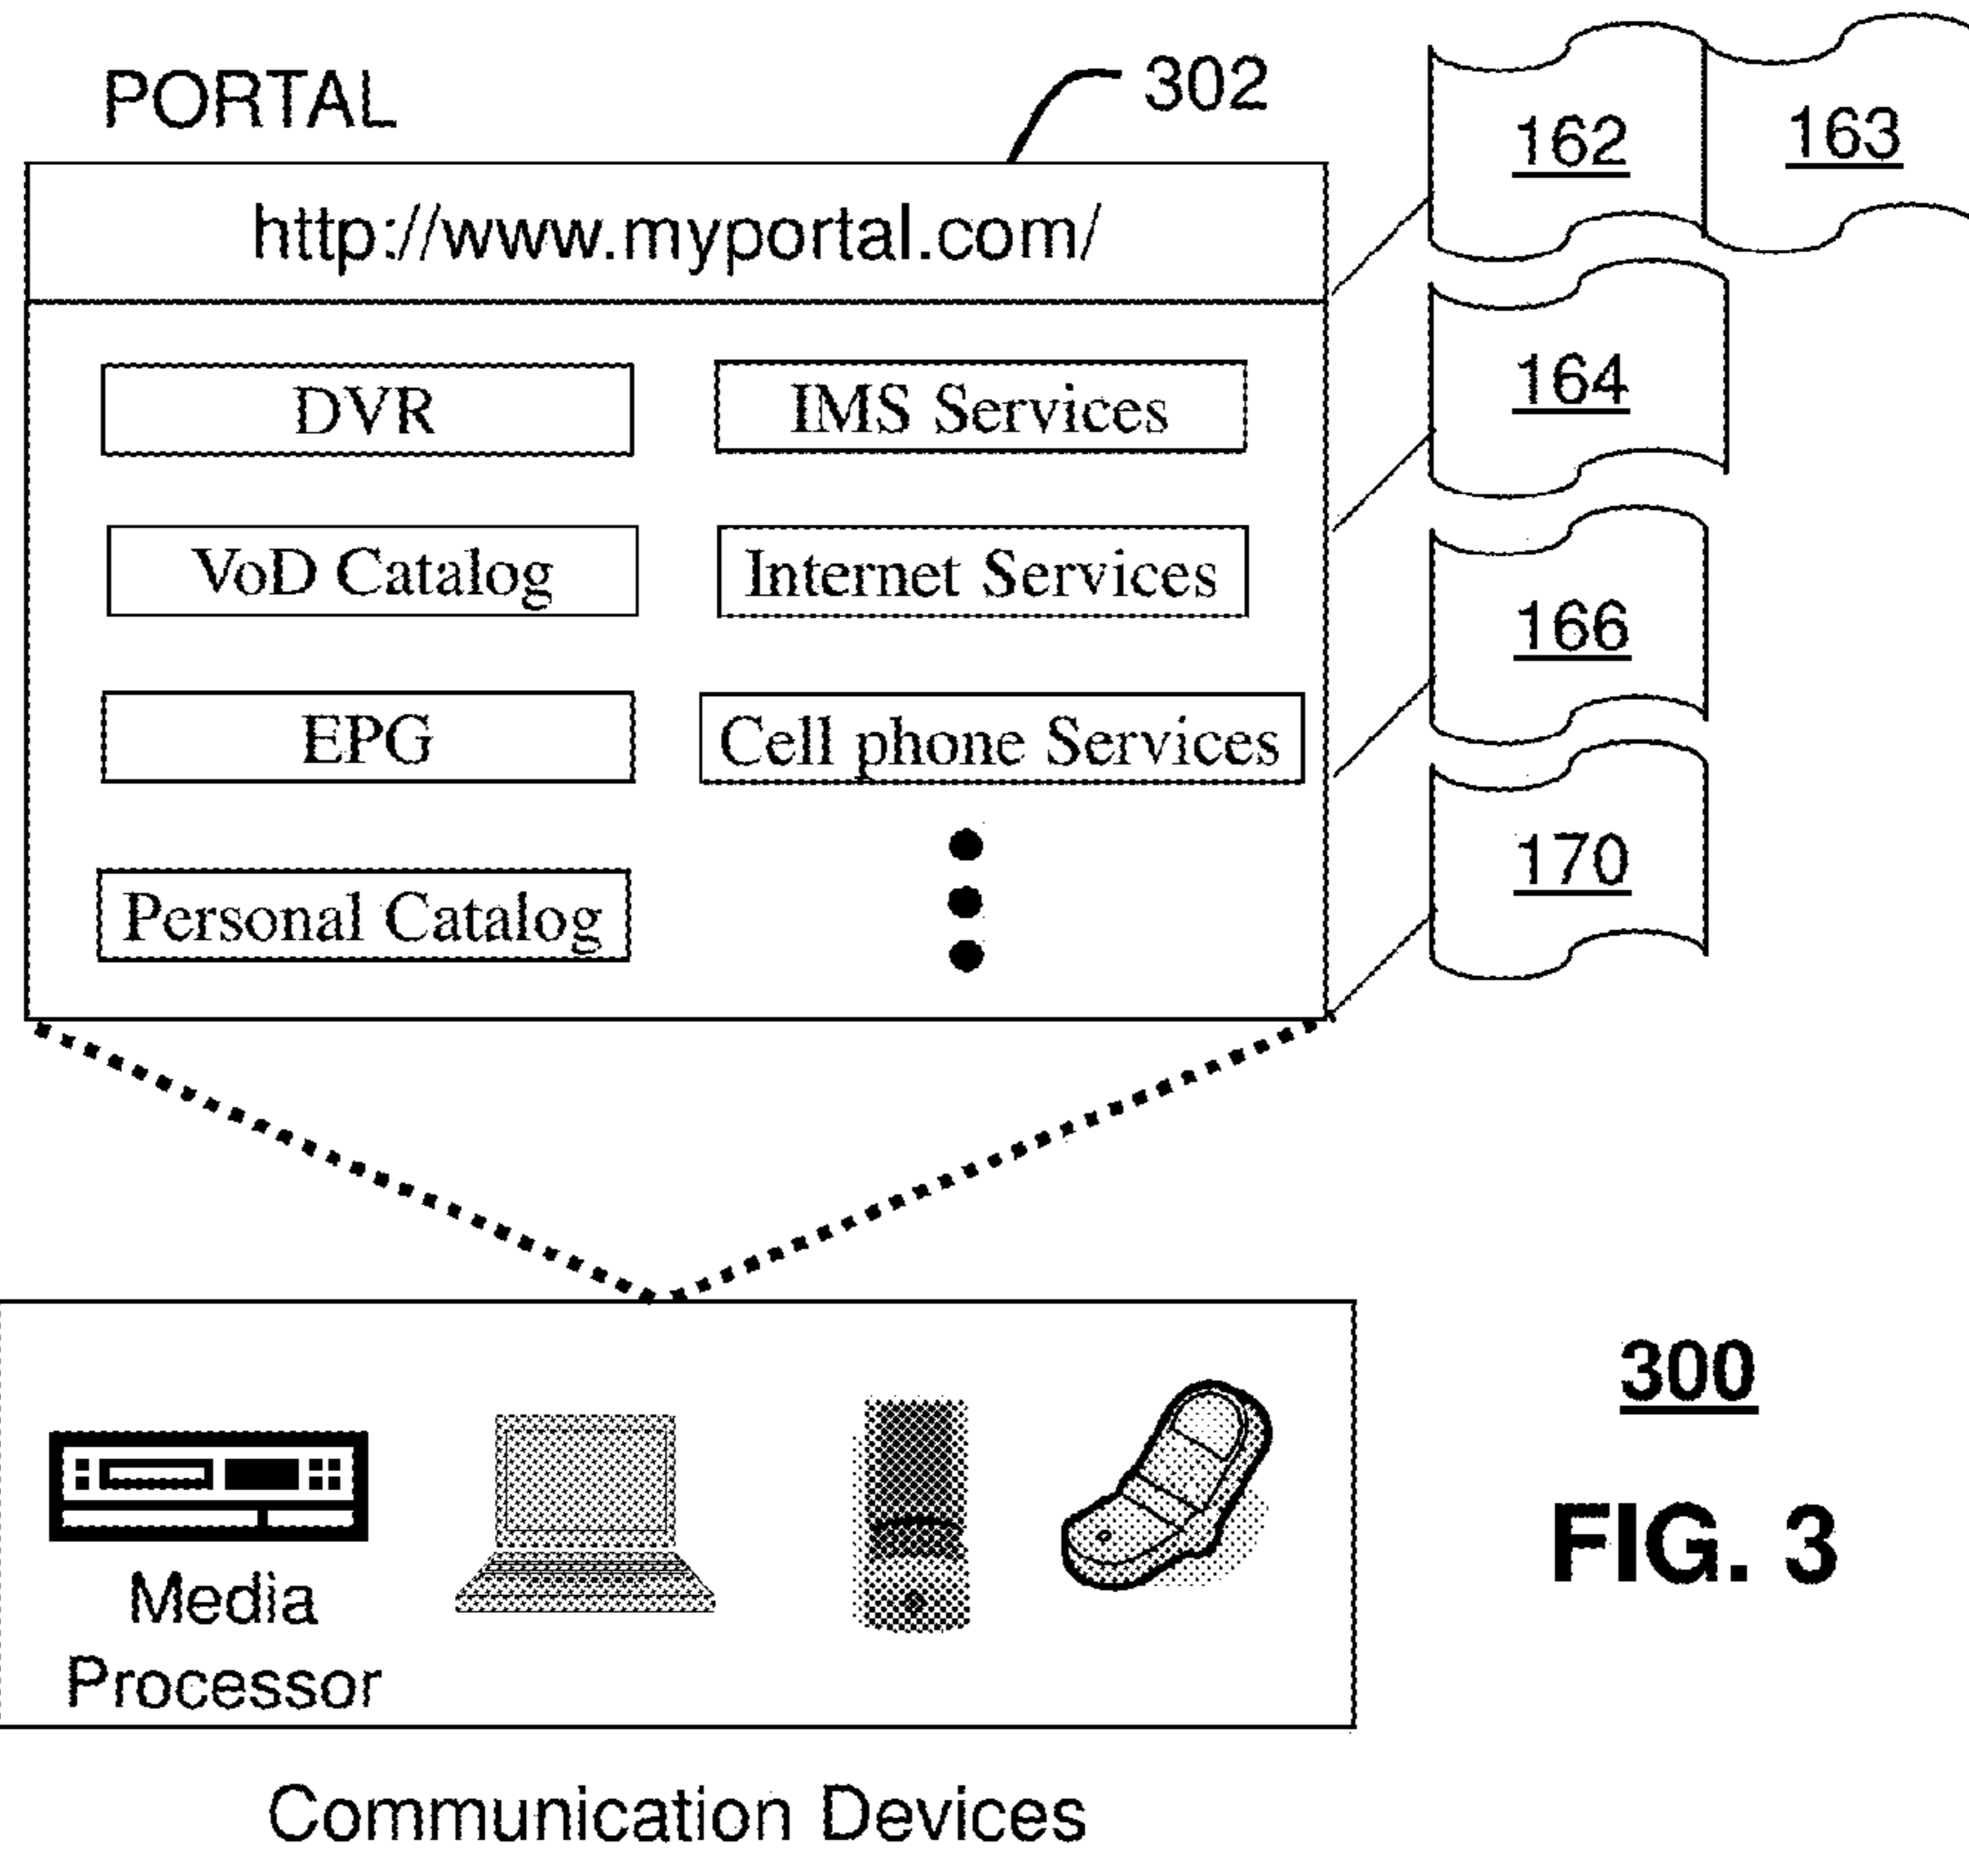 PORTAL
302
162
163
http://www.myportal.com/
164
DVR
IMS Services
VoD Catalog
Internet Services
166
EPG
Cell phone Services
170
Personal Catalog
300
FIG. 3
Media
Processor
Communication Devices